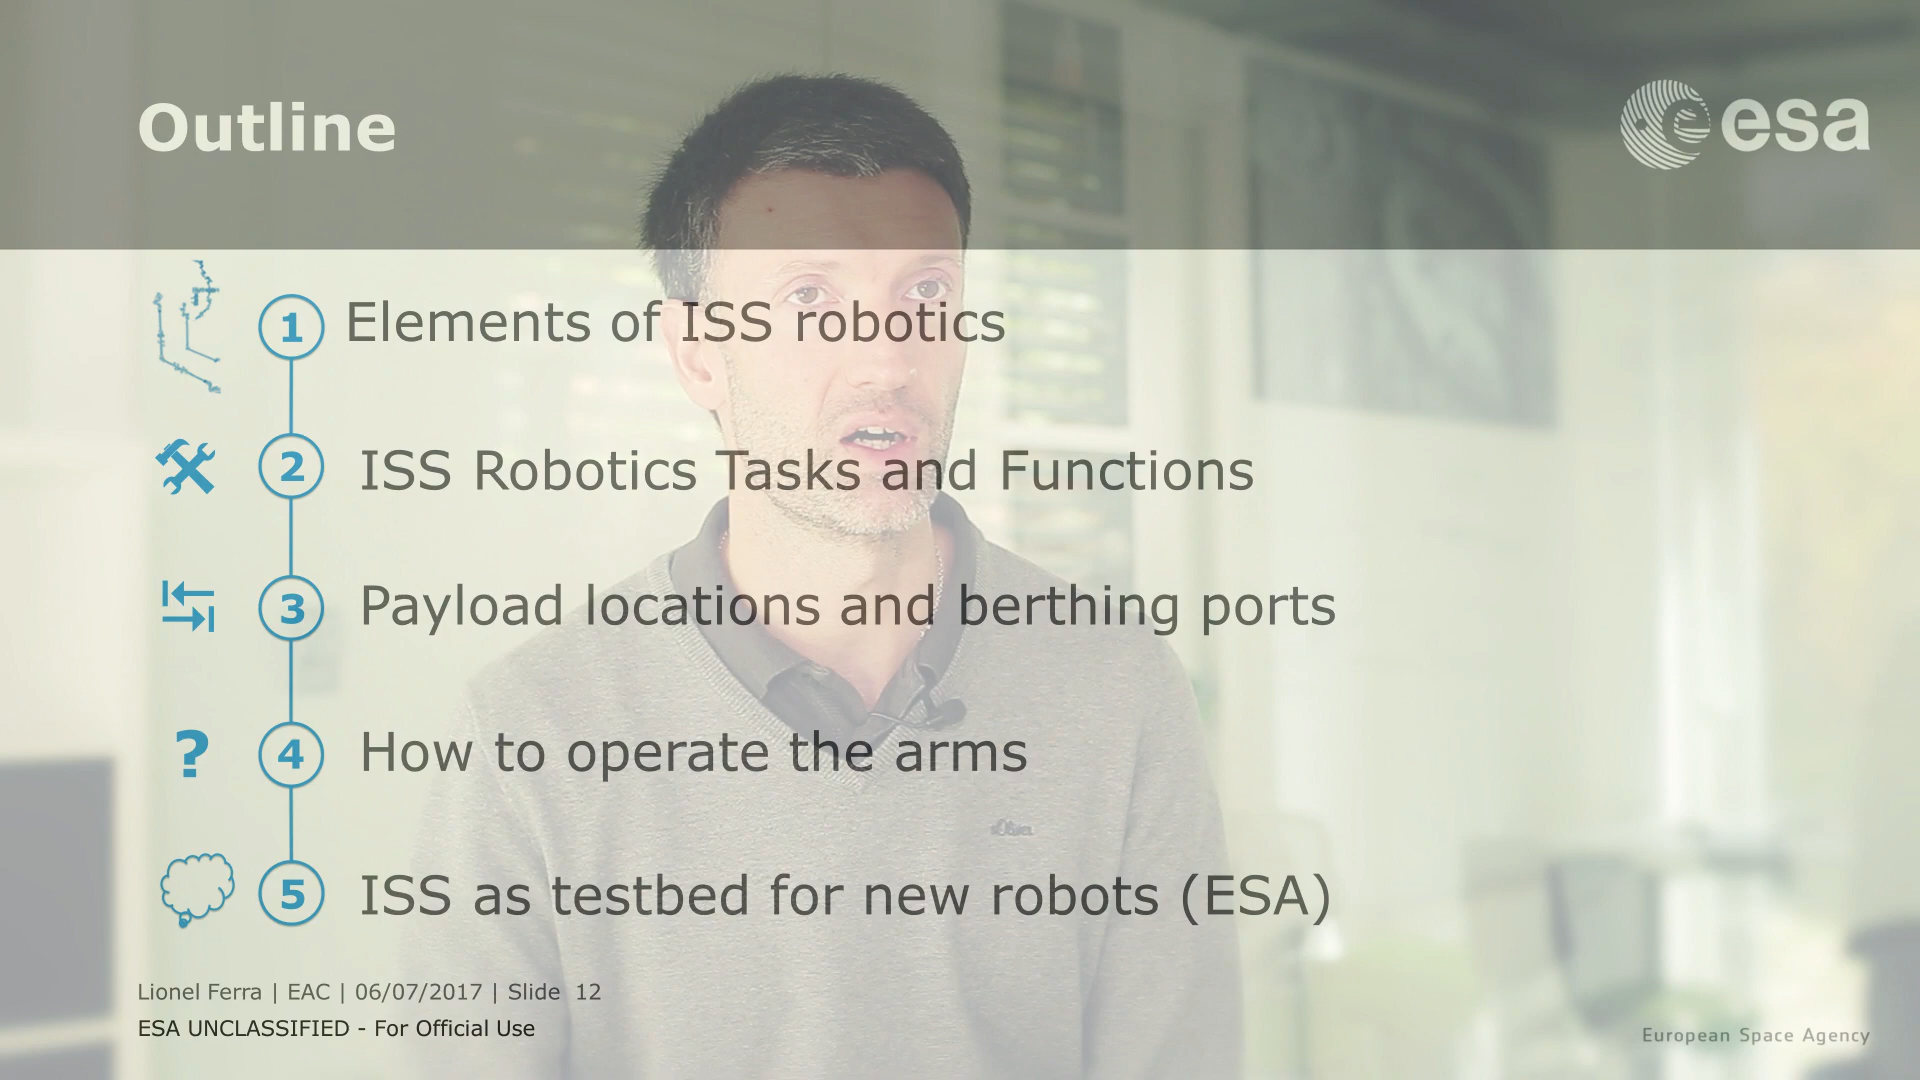 Outline
esa
1 Elements of ISS robotics
2 ISS Robotics Tasks and Functions
3 Payload locations and berthing ports
? 4 How to operate the arms
s.Oliver
5 ISS as testbed for new robots (ESA)
Lionel Ferra | EAC | 06/07/2017 | Slide 12
ESA UNCLASSIFIED - For Official Use
European Space Agency